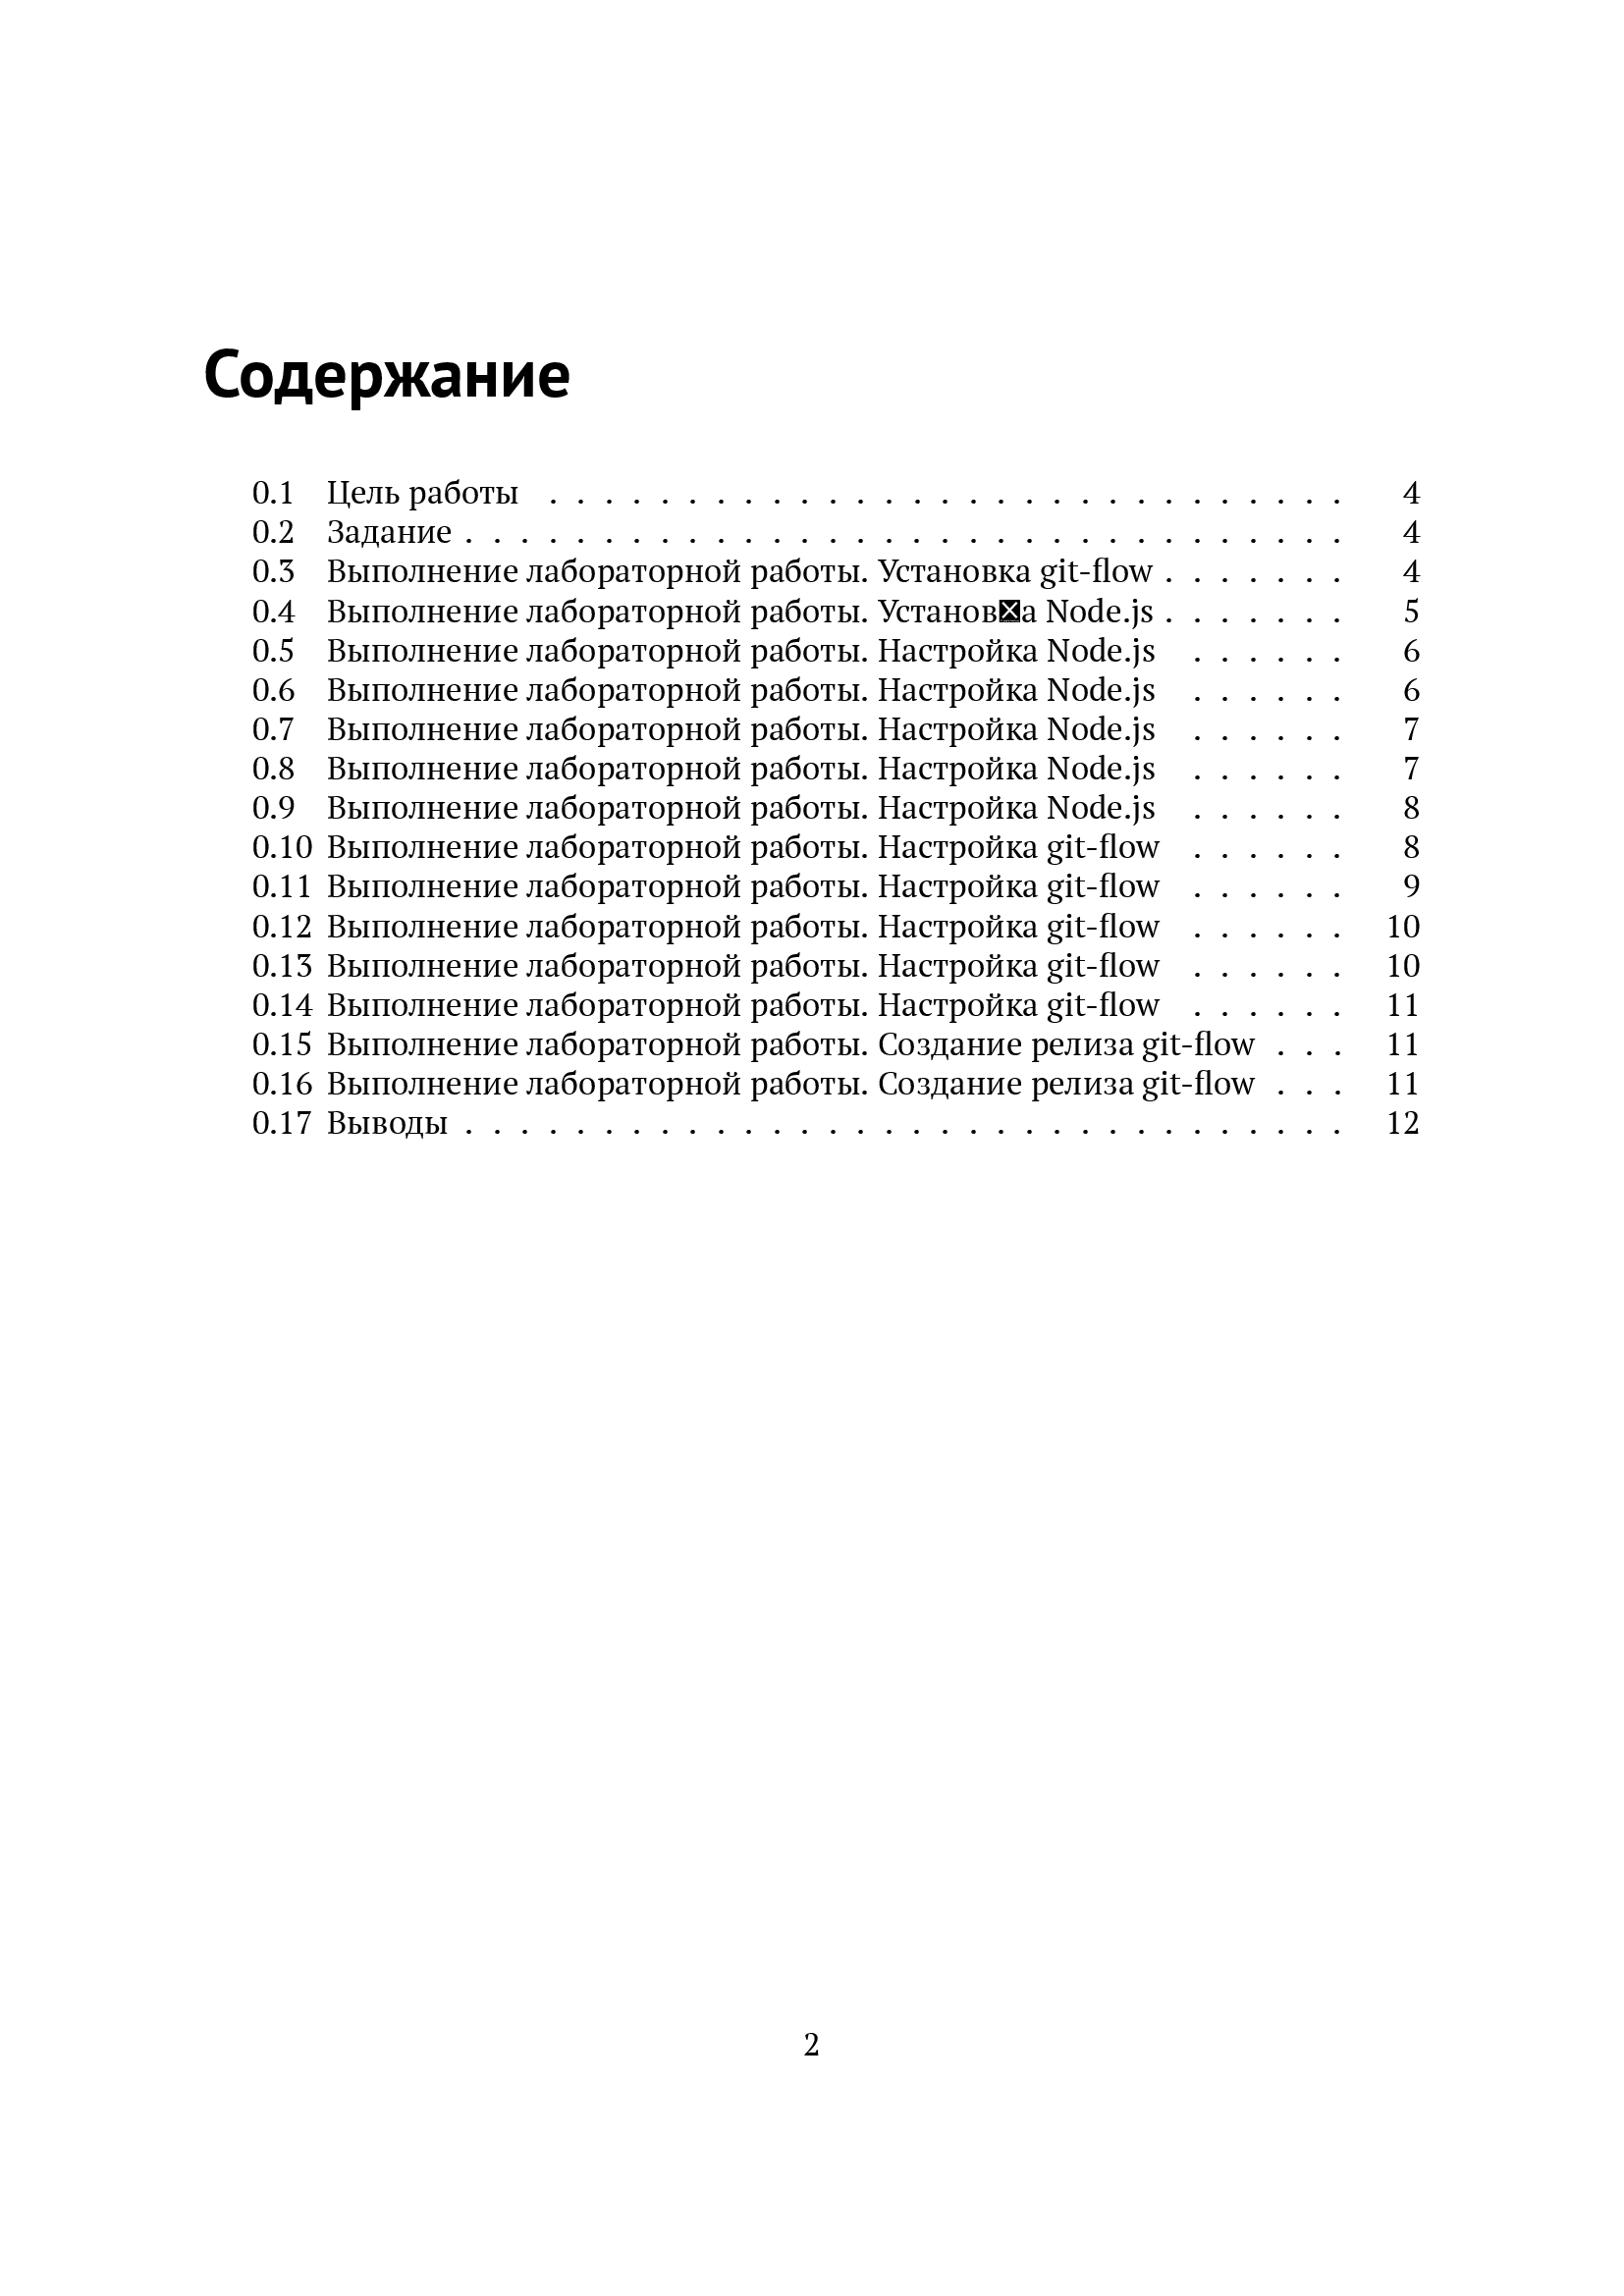 Содержание
0.1 Цель работы . . . . . . . . . . . . . . . . . . . . . . . . . . . . . 4
0.2 Задание . . . . . . . . . . . . . . . . . . . . . . . . . . . . . . . . 4
0.3 Выполнение лабораторной работы. Установка git-flow . . . . . . . 4
0.4 Выполнение лабораторной работы. Установ�а Node.js . . . . . . . 5
0.5 Выполнение лабораторной работы. Настройка Node.js . . . . . . 6
0.6 Выполнение лабораторной работы. Настройка Node.js . . . . . . 6
0.7 Выполнение лабораторной работы. Настройка Node.js . . . . . . 7
0.8 Выполнение лабораторной работы. Настройка Node.js . . . . . . 7
0.9 Выполнение лабораторной работы. Настройка Node.js . . . . . . 8
0.10 Выполнение лабораторной работы. Настройка git-flow . . . . . . 8
0.11 Выполнение лабораторной работы. Настройка git-flow . . . . . . 9
0.12 Выполнение лабораторной работы. Настройка git-flow . . . . . . 10
0.13 Выполнение лабораторной работы. Настройка git-flow . . . . . . 10
0.14 Выполнение лабораторной работы. Настройка git-flow . . . . . . 11
0.15 Выполнение лабораторной работы. Создание релиза git-flow . . . 11
0.16 Выполнение лабораторной работы. Создание релиза git-flow . . . 11
0.17 Выводы . . . . . . . . . . . . . . . . . . . . . . . . . . . . . . . . 12
2